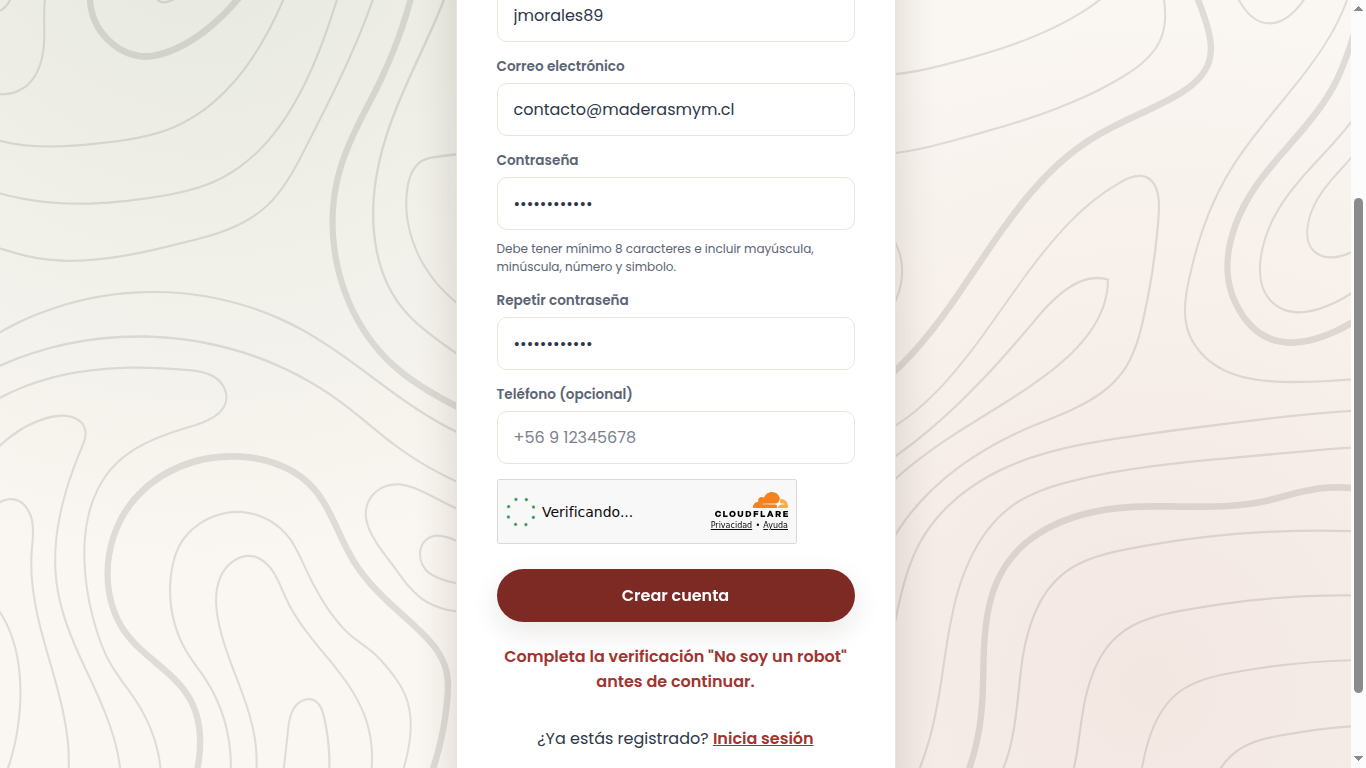 jmorales89
Correo electrónico
contacto@maderasmym.cl
Contraseña
••••••••••••
Debe tener mínimo 8 caracteres e incluir mayúscula,
minúscula, número y simbolo.
Repetir contraseña
••••••••••••
Teléfono (opcional)
+56 9 12345678
Verificando...
CLOUDFLARE
Privacidad • Ayuda
Crear cuenta
Completa la verificación "No soy un robot"
antes de continuar.
¿Ya estás registrado? Inicia sesión